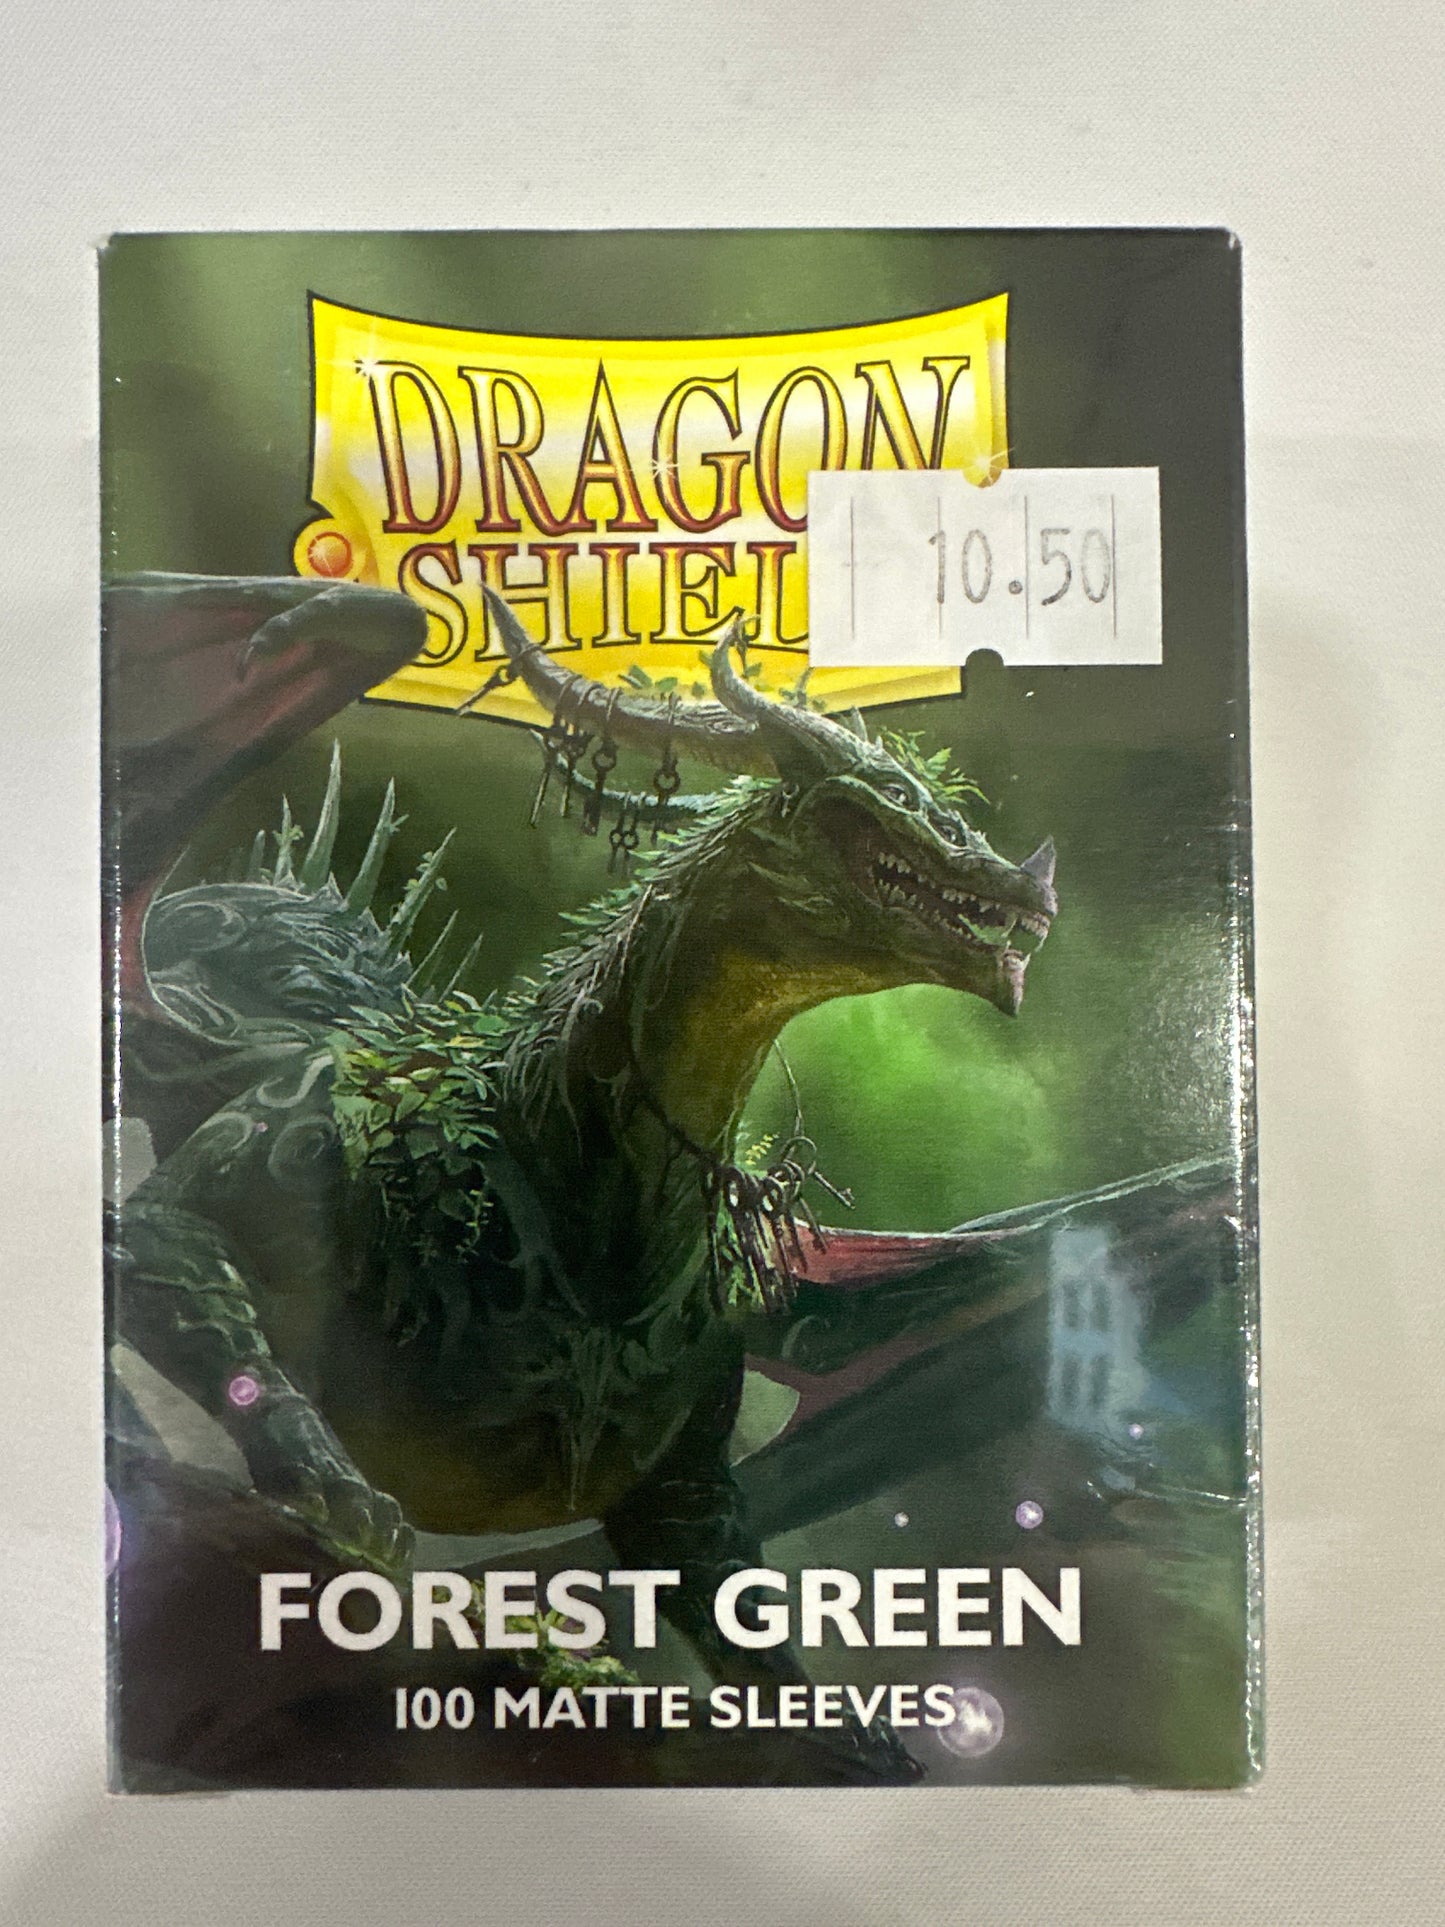 DRAGON
SHIEL
10.50
FOREST GREEN
100 MATTE SLEEVES